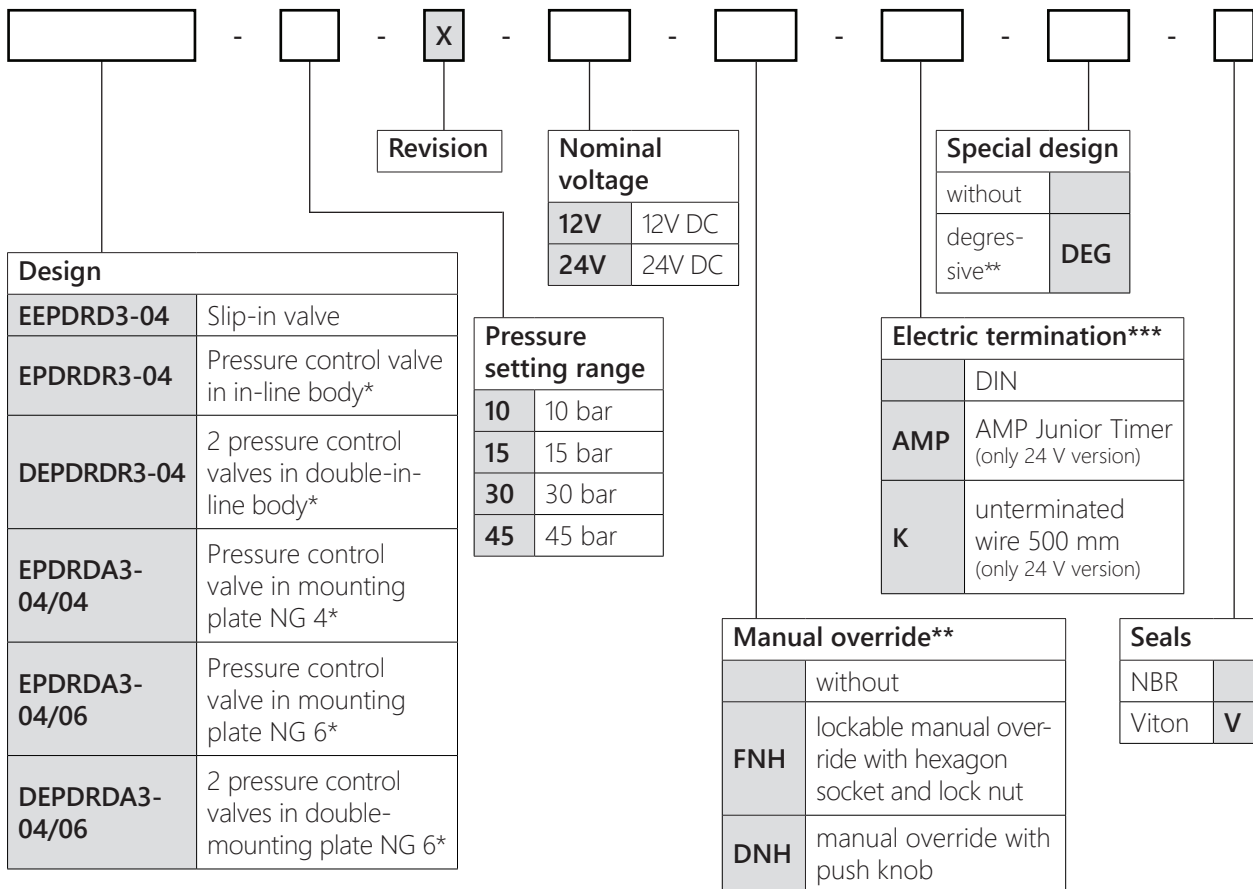 - - X - - - - -
Revision
Nominal
voltage
12V 12V DC
24V 24V DC
Special design
without
degres-
sive** DEG
Design
EEPDRD3-04 Slip-in valve
EPDRDR3-04 Pressure control valve
in in-line body*
DEPDRDR3-04 2 pressure control
valves in double-in-
line body*
EPDRDA3-
04/04 Pressure control
valve in mounting
plate NG 4*
EPDRDA3-
04/06 Pressure control
valve in mounting
plate NG 6*
DEPDRDA3-
04/06 2 pressure control
valves in double-
mounting plate NG 6*
Pressure
setting range
10 10 bar
15 15 bar
30 30 bar
45 45 bar
Electric termination***
DIN
AMP AMP Junior Timer
(only 24 V version)
K unterminated
wire 500 mm
(only 24 V version)
Manual override**
without
FNH lockable manual over-
ride with hexagon
socket and lock nut
DNH manual override with
push knob
Seals
NBR
Viton V